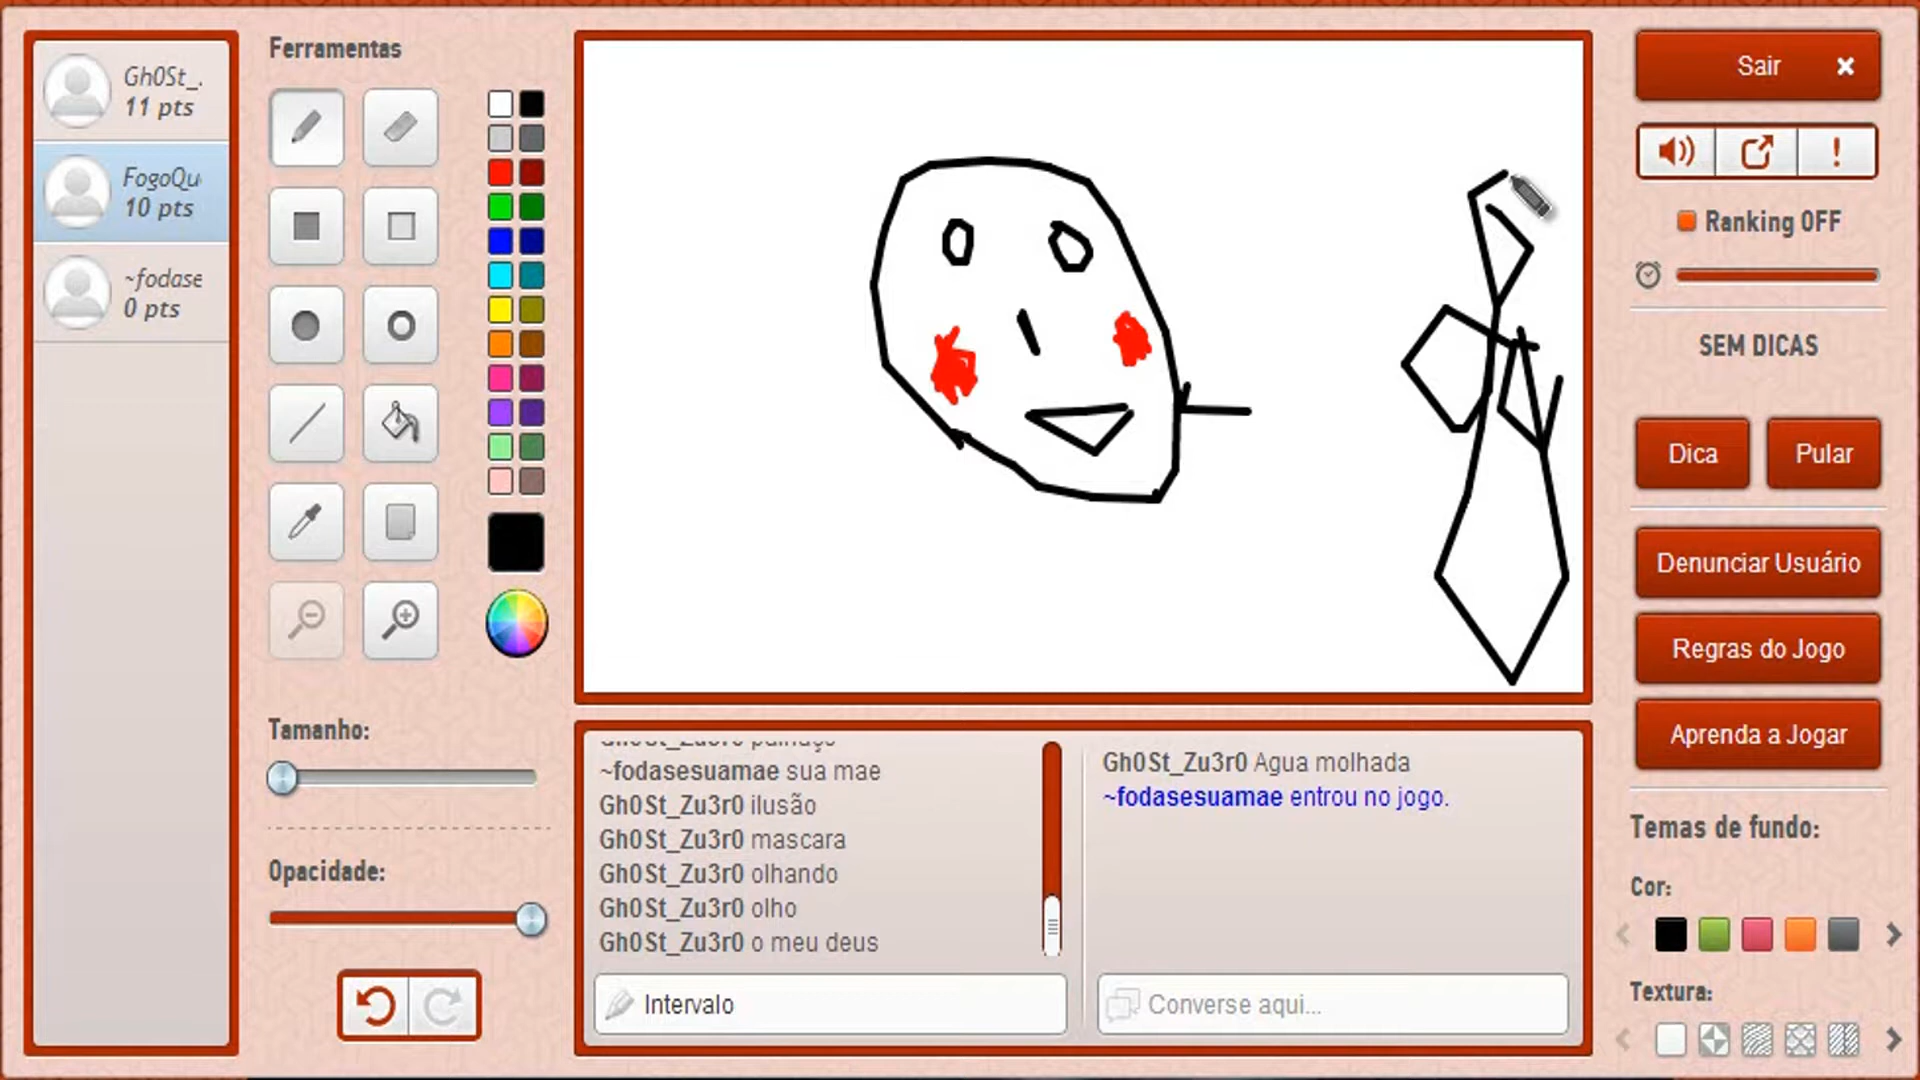 Gh0St_.
11 pts
FogoQu
10 pts
~fodase
0 pts
Ferramentas
Tamanho:
Opacidade:
~fodasesuamae sua mae
Gh0St_Zu3r0 ilusão
Gh0St_Zu3r0 mascara
Gh0St_Zu3r0 olhando
Gh0St_Zu3r0 olho
Gh0St_Zu3r0 o meu deus
Intervalo
Gh0St_Zu3r0 Agua molhada
~fodasesuamae entrou no jogo.
Converse aqui...
Sair
Ranking OFF
SEM DICAS
Dica
Pular
Denunciar Usuário
Regras do Jogo
Aprenda a Jogar
Temas de fundo:
Cor:
Textura: